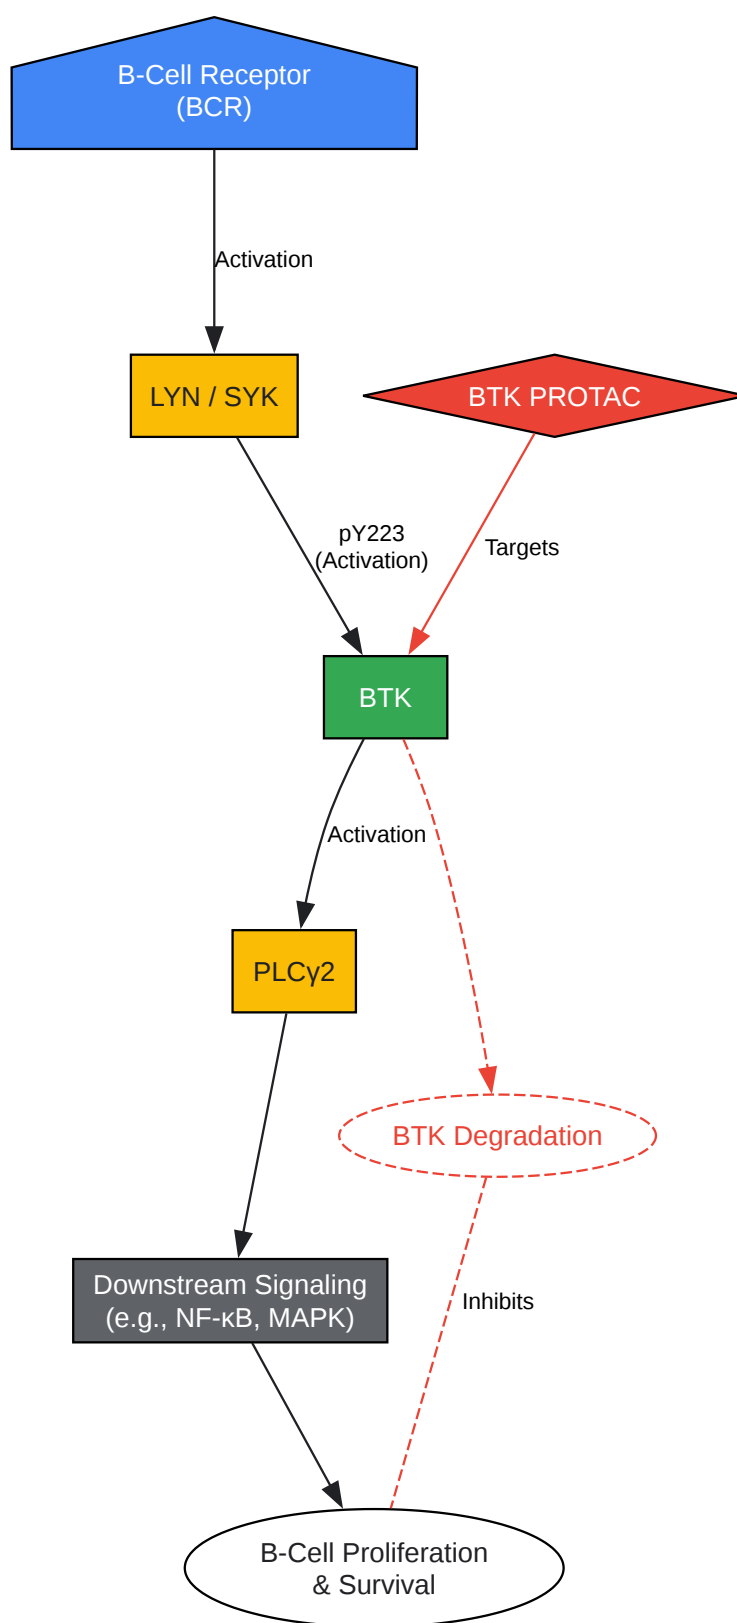 B-Cell Receptor
(BCR)
Activation
LYN / SYK
BTK PROTAC
pY223
(Activation)
Targets
BTK
Activation
PLCγ2
BTK Degradation
Downstream Signaling
(e.g., NF-κB, MAPK)
Inhibits
B-Cell Proliferation
& Survival